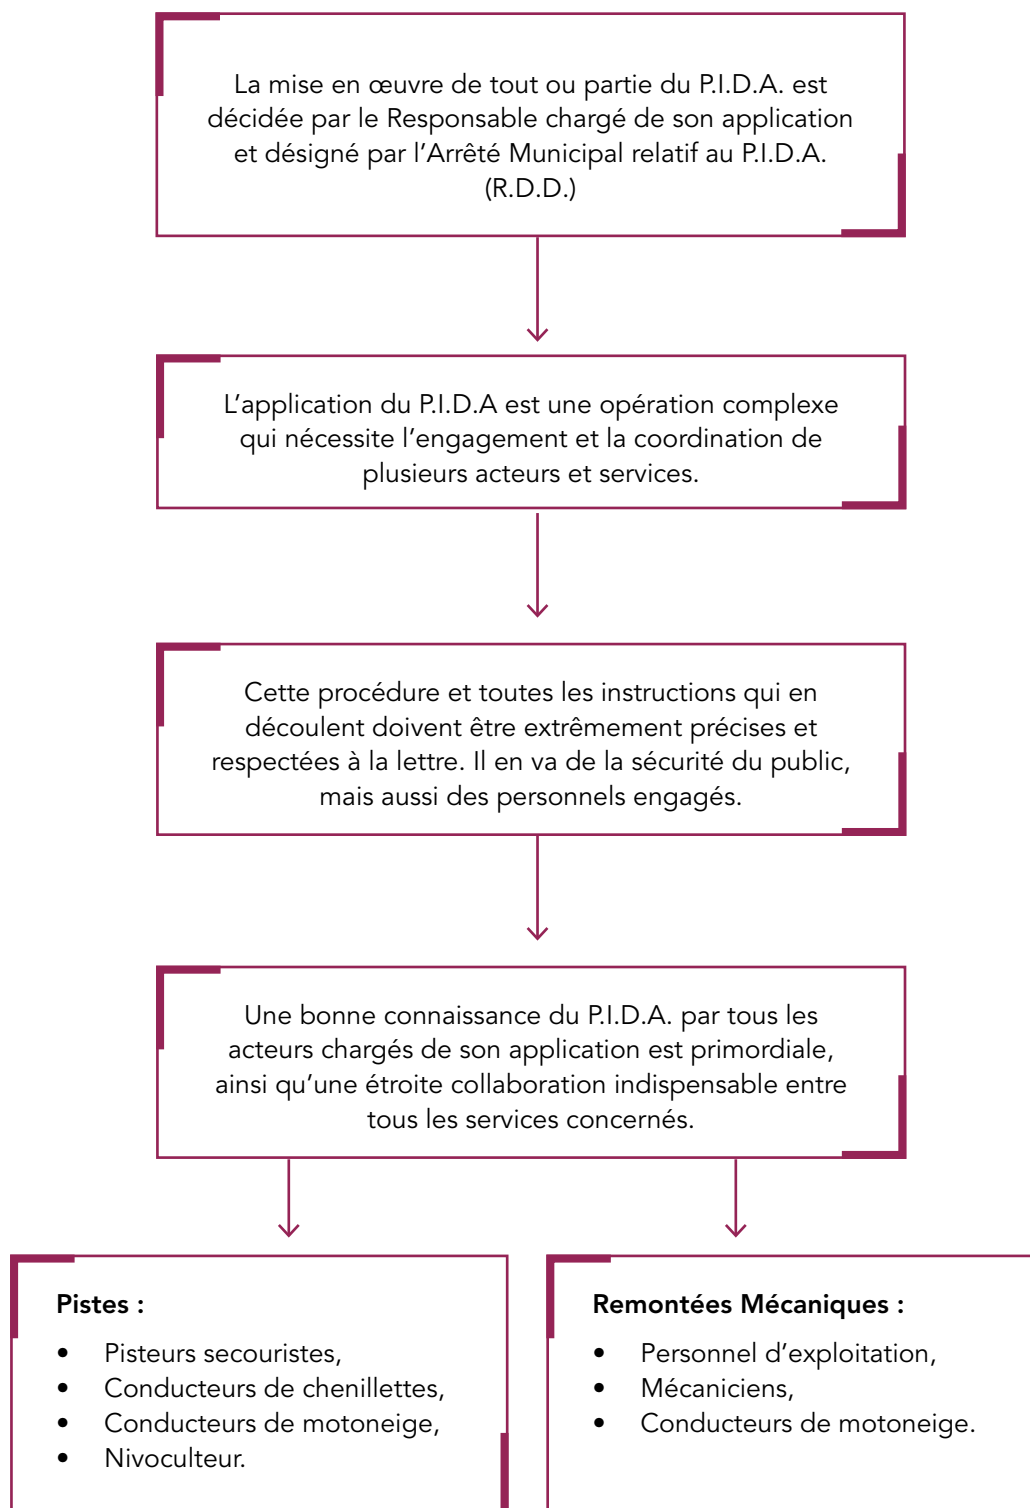 La mise en œuvre de tout ou partie du P.I.D.A. est
décidée par le Responsable chargé de son application
et désigné par l’Arrêté Municipal relatif au P.I.D.A.
(R.D.D.)
L’application du P.I.D.A est une opération complexe
qui nécessite l’engagement et la coordination de
plusieurs acteurs et services.
Cette procédure et toutes les instructions qui en
découlent doivent être extrêmement précises et
respectées à la lettre. Il en va de la sécurité du public,
mais aussi des personnels engagés.
Une bonne connaissance du P.I.D.A. par tous les
acteurs chargés de son application est primordiale,
ainsi qu’une étroite collaboration indispensable entre
tous les services concernés.
Pistes :
• Pisteurs secouristes,
• Conducteurs de chenillettes,
• Conducteurs de motoneige,
• Nivoculteur.
Remontées Mécaniques :
• Personnel d’exploitation,
• Mécaniciens,
• Conducteurs de motoneige.